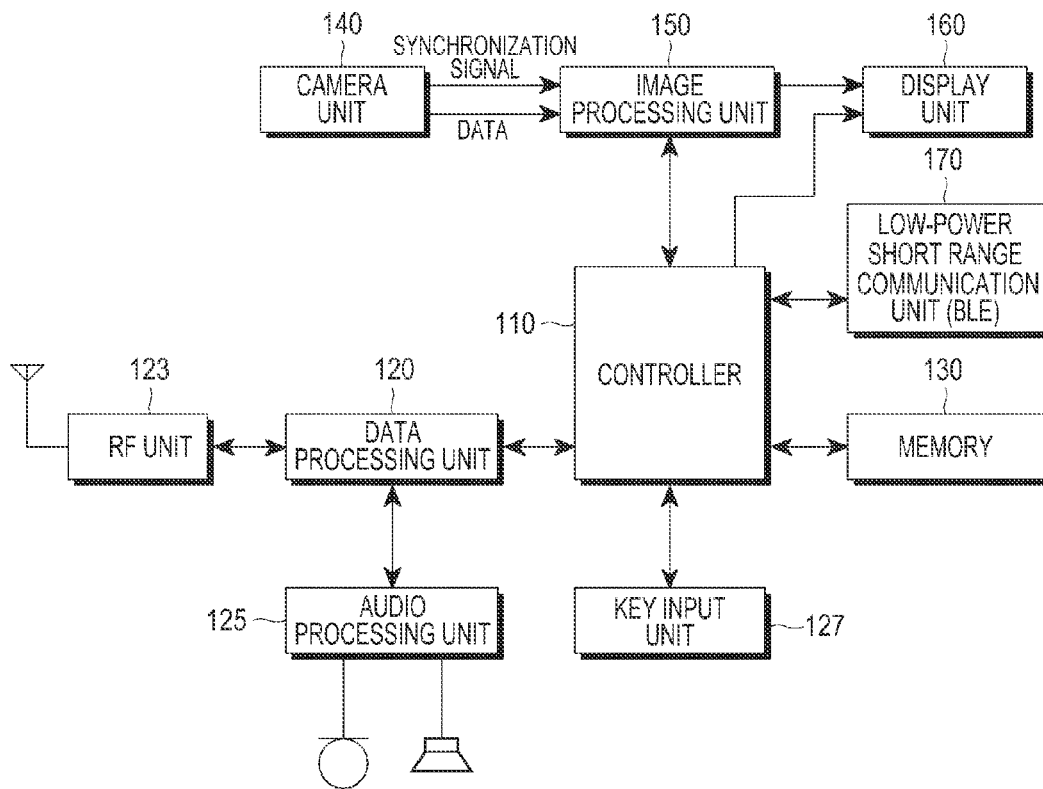 140
150
160
SYNCHRONIZATION
SIGNAL
CAMERA
UNIT
IMAGE
PROCESSING UNIT
DISPLAY
UNIT
DATA
170
LOW-POWER
SHORT RANGE
COMMUNICATION
UNIT (BLE)
110
CONTROLLER
123
120
130
RF UNIT
DATA
PROCESSING UNIT
MEMORY
125
AUDIO
PROCESSING UNIT
KEY INPUT
UNIT
127